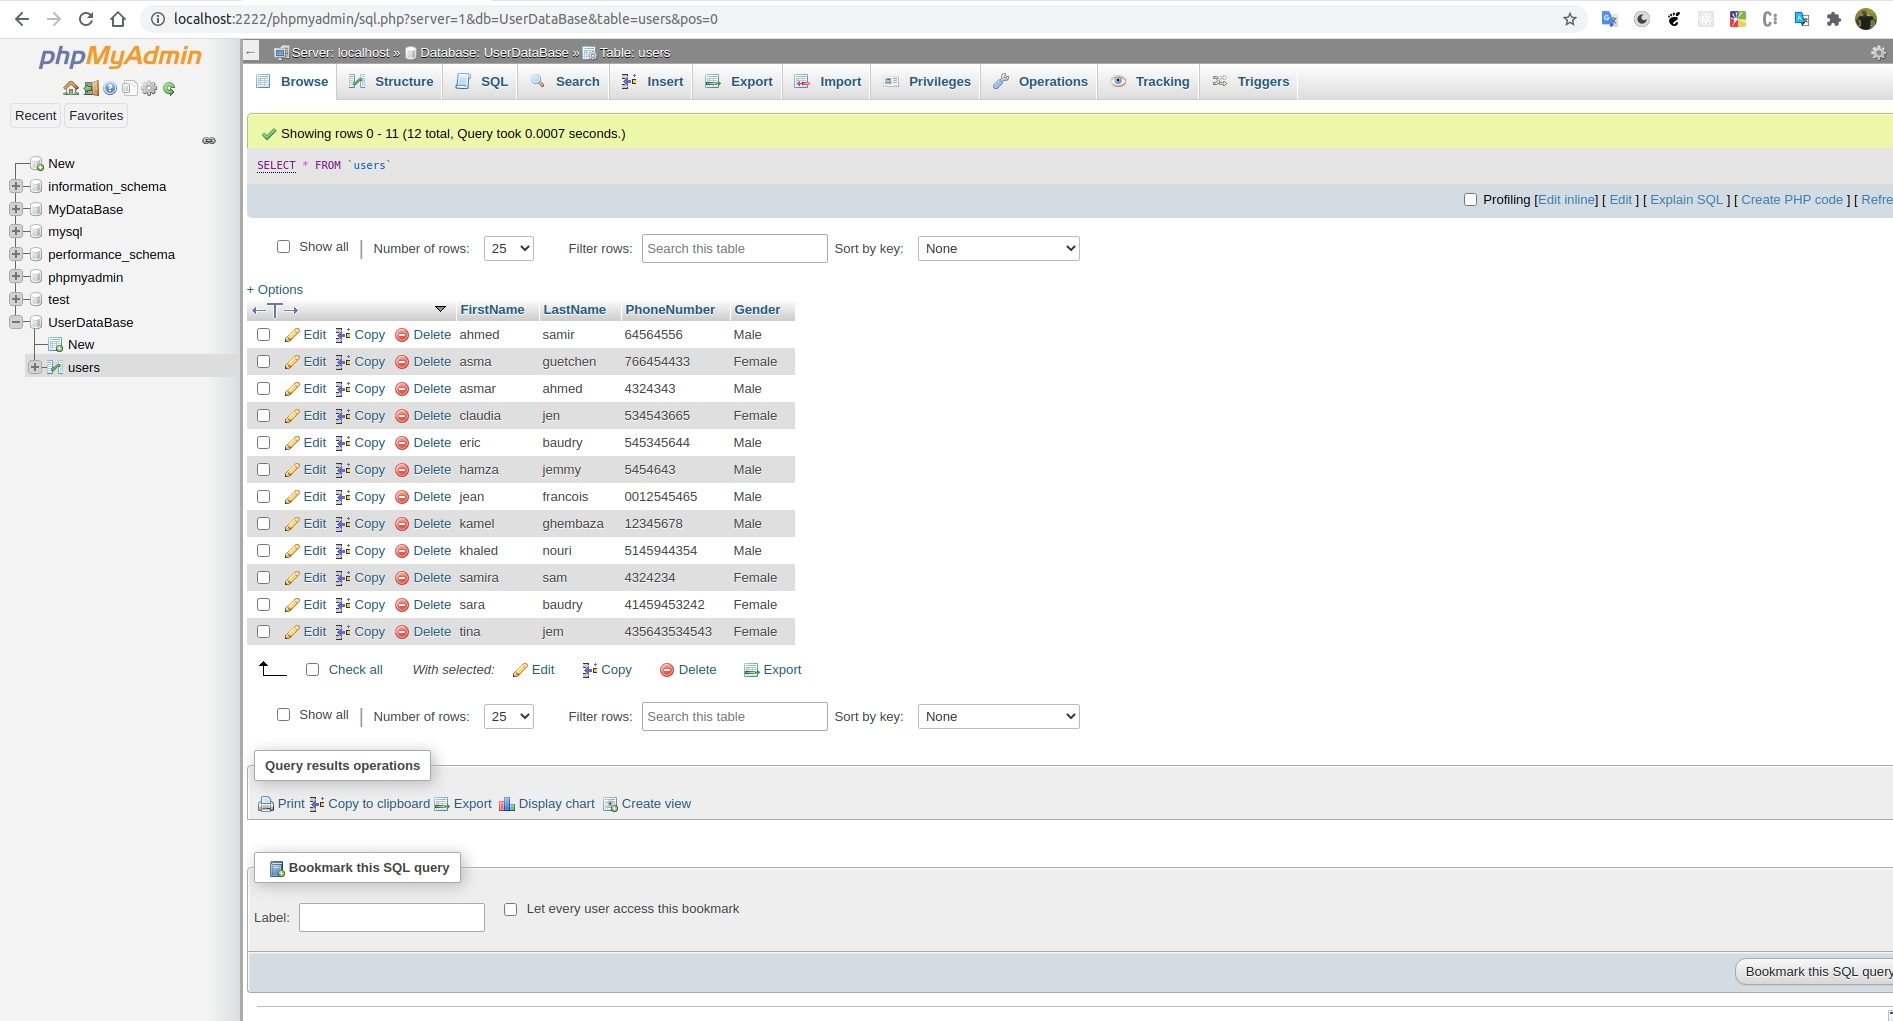 localhost:2222/phpmyadmin/sql.php?server=1&db=UserDataBase&table=users&pos=0
phpMyAdmin
Recent Favorites
New
information_schema
MyDataBase
mysql
performance_schema
phpmyadmin
test
UserDataBase
New
users
Server: localhost » Database: UserDataBase » Table: users
Browse Structure SQL Search Insert Export Import Privileges Operations Tracking Triggers
Showing rows 0 - 11 (12 total, Query took 0.0007 seconds.)
SELECT * FROM `users`
Profiling [Edit inline] [ Edit ] [ Explain SQL ] [ Create PHP code ] [ Refre
Show all | Number of rows: 25 Filter rows: Search this table Sort by key: None
+ Options
←T→ FirstName LastName PhoneNumber Gender
Edit Copy Delete ahmed samir 64564556 Male
Edit Copy Delete asma guetchen 766454433 Female
Edit Copy Delete asmar ahmed 4324343 Male
Edit Copy Delete claudia jen 534543665 Female
Edit Copy Delete eric baudry 545345644 Male
Edit Copy Delete hamza jemmy 5454643 Male
Edit Copy Delete jean francois 0012545465 Male
Edit Copy Delete kamel ghembaza 12345678 Male
Edit Copy Delete khaled nouri 5145944354 Male
Edit Copy Delete samira sam 4324234 Female
Edit Copy Delete sara baudry 41459453242 Female
Edit Copy Delete tina jem 435643534543 Female
Check all With selected: Edit Copy Delete Export
Show all | Number of rows: 25 Filter rows: Search this table Sort by key: None
Query results operations
Print Copy to clipboard Export Display chart Create view
Bookmark this SQL query
Label: Let every user access this bookmark
Bookmark this SQL query